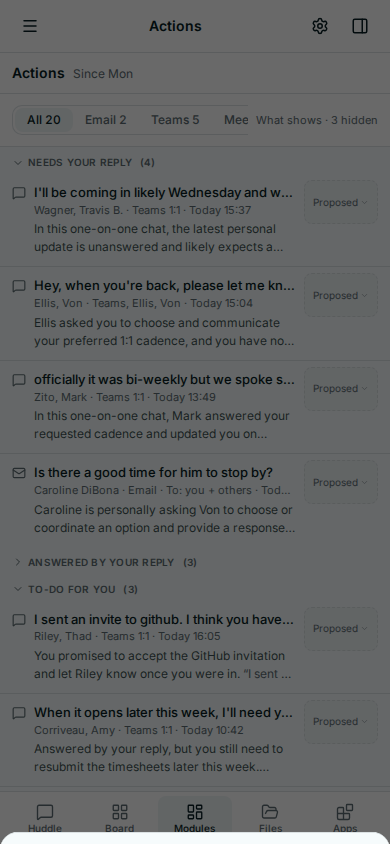 Actions
Actions Since Mon
All 20 Email 2 Teams 5 Mee What shows · 3 hidden
NEEDS YOUR REPLY (4)
I'll be coming in likely Wednesday and w...
Proposed
Wagner, Travis B. · Teams 1:1 · Today 15:37
In this one-on-one chat, the latest personal
update is unanswered and likely expects a...
Hey, when you're back, please let me kn...
Proposed
Ellis, Von · Teams, Ellis, Von · Today 15:04
Ellis asked you to choose and communicate
your preferred 1:1 cadence, and you have no...
officially it was bi-weekly but we spoke s...
Proposed
Zito, Mark · Teams 1:1 · Today 13:49
In this one-on-one chat, Mark answered your
requested cadence and updated you on...
Is there a good time for him to stop by?
Proposed
Caroline DiBona · Email · To: you + others · Tod...
Caroline is personally asking Von to choose or
coordinate an option and provide a response...
ANSWERED BY YOUR REPLY (3)
TO-DO FOR YOU (3)
I sent an invite to github. I think you have...
Proposed
Riley, Thad · Teams 1:1 · Today 16:05
You promised to accept the GitHub invitation
and let Riley know once you were in. "I sent ...
When it opens later this week, I'll need y...
Proposed
Corriveau, Amy · Teams 1:1 · Today 10:42
Answered by your reply, but you still need to
resubmit the timesheets later this week....
Huddle Board Modules Files Apps